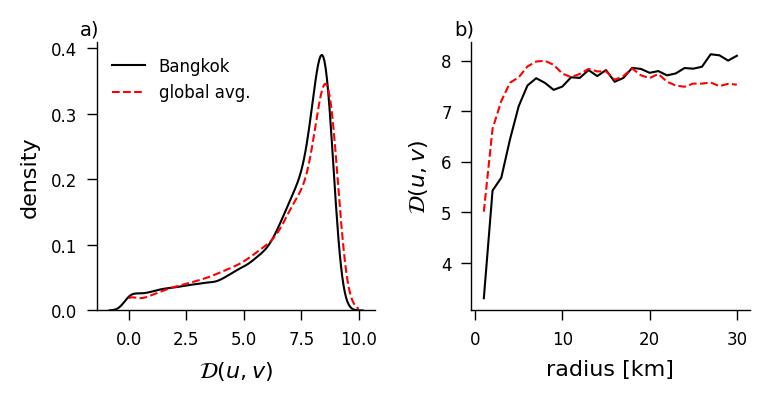 a)
Bangkok
global avg.
density
0.4
0.3
0.2
0.1
0.0
0.0 2.5 5.0 7.5 10.0
𝒟(u, v)
b)
𝒟(u, v)
8
7
6
5
4
0 10 20 30
radius [km]